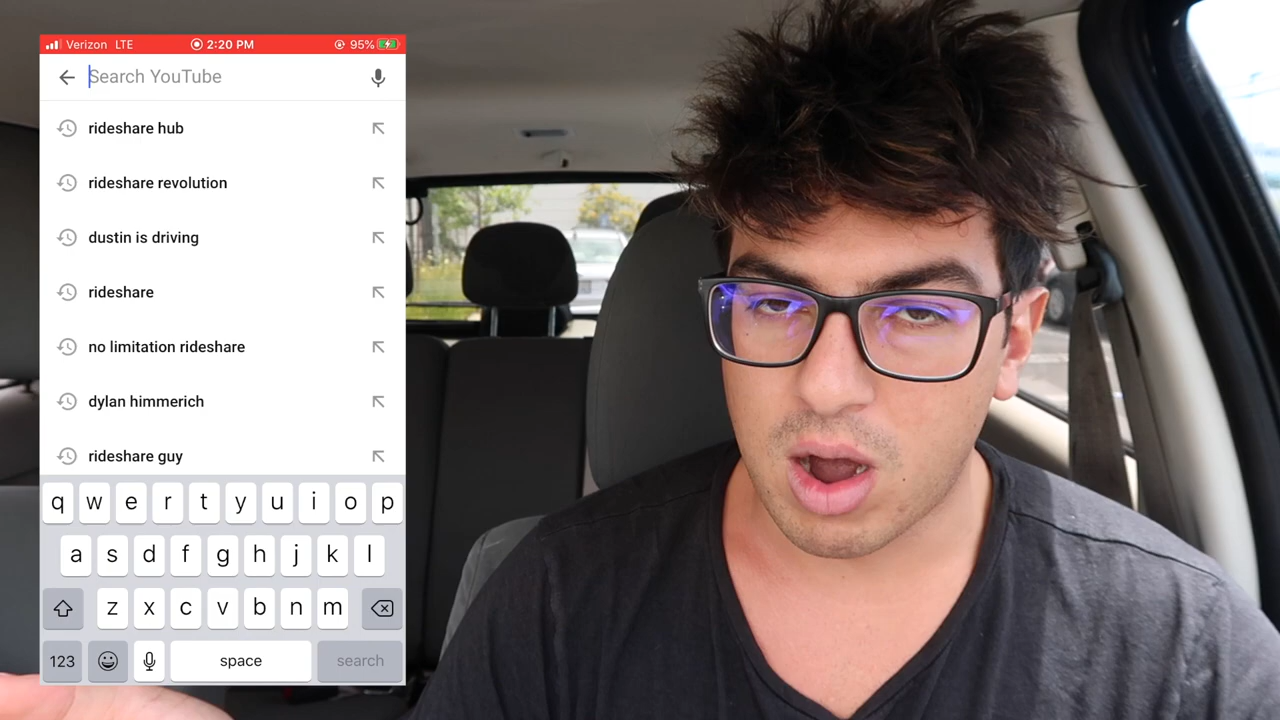 Verizon LTE 2:20 PM 95%
Search YouTube
rideshare hub
rideshare revolution
dustin is driving
rideshare
no limitation rideshare
dylan himmerich
rideshare guy
q w e r t y u i o p
a s d f g h j k l
z x c v b n m
123 space search